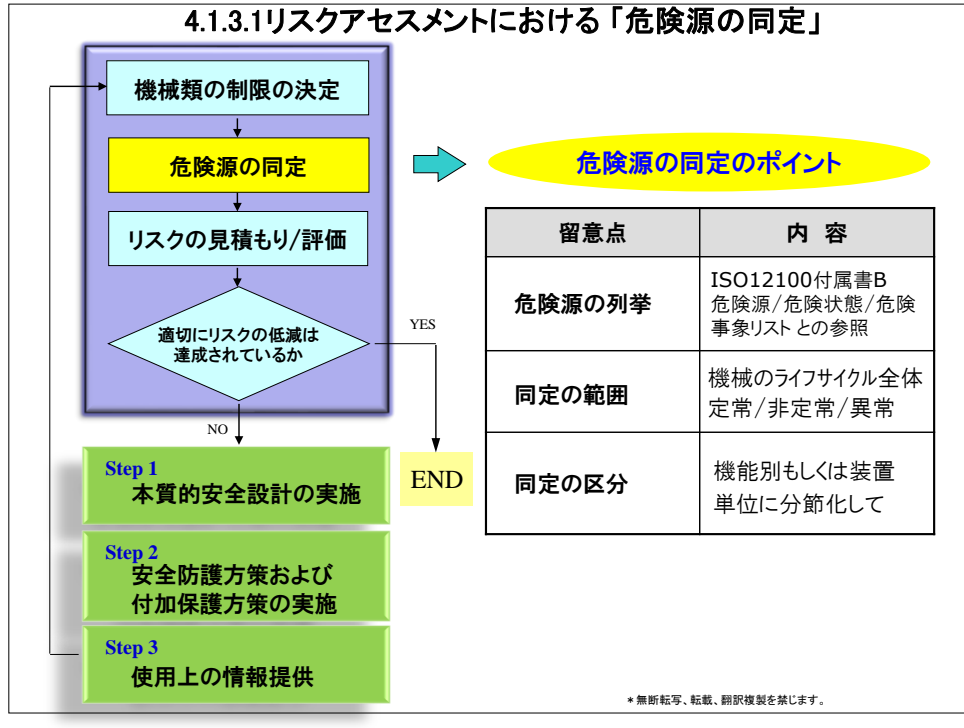 4.1.3.1リスクアセスメントにおける「危険源の同定」
機械類の制限の決定
危険源の同定
リスクの見積もり/評価
適切にリスクの低減は
達成されているか
YES
NO
END
Step 1
本質的安全設計の実施
Step 2
安全防護方策および
付加保護方策の実施
Step 3
使用上の情報提供
危険源の同定のポイント
留意点
内 容
危険源の列挙
ISO12100付属書B
危険源/危険状態/危険
事象リスト との参照
同定の範囲
機械のライフサイクル全体
定常/非定常/異常
同定の区分
機能別もしくは装置
単位に分節化して
*無断転写、転載、翻訳複製を禁じます。